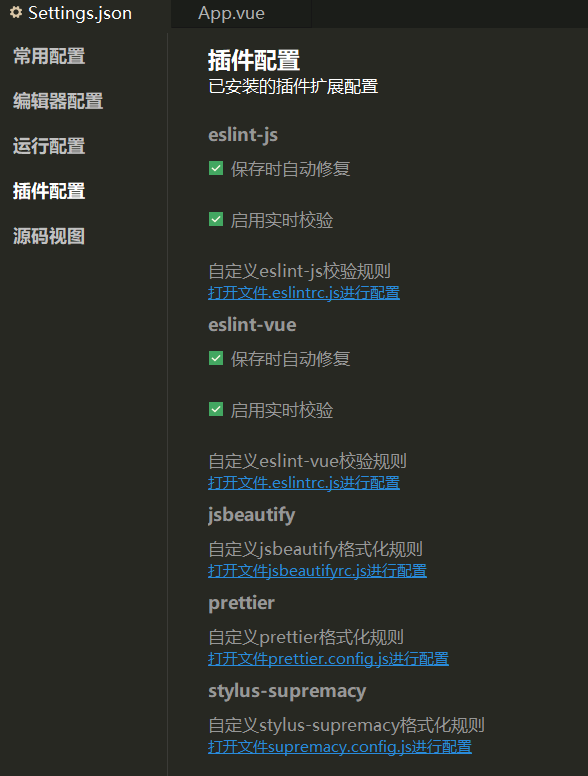 Settings.json
App.vue
常用配置
编辑器配置
运行配置
插件配置
源码视图
插件配置
已安装的插件扩展配置
eslint-js
保存时自动修复
启用实时校验
自定义eslint-js校验规则
打开文件.eslintrc.js进行配置
eslint-vue
保存时自动修复
启用实时校验
自定义eslint-vue校验规则
打开文件.eslintrc.js进行配置
jsbeautify
自定义jsbeautify格式化规则
打开文件jsbeautifyrc.js进行配置
prettier
自定义prettier格式化规则
打开文件prettier.config.js进行配置
stylus-supremacy
自定义stylus-supremacy格式化规则
打开文件supremacy.config.js进行配置